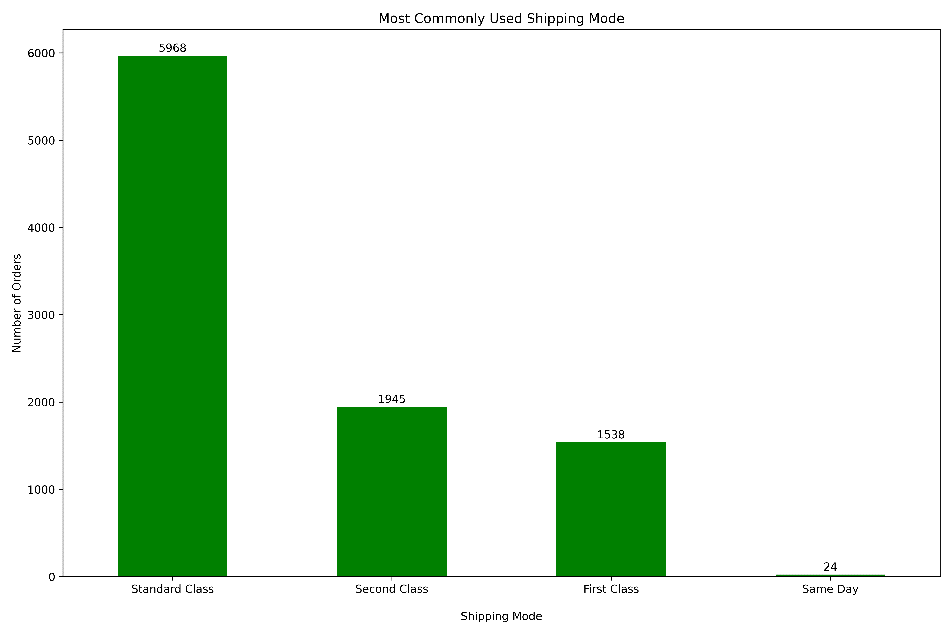 Most Commonly Used Shipping Mode
Number of Orders
6000
5000
4000
3000
2000
1000
0
5968
1945
1538
24
Standard Class
Second Class
First Class
Same Day
Shipping Mode